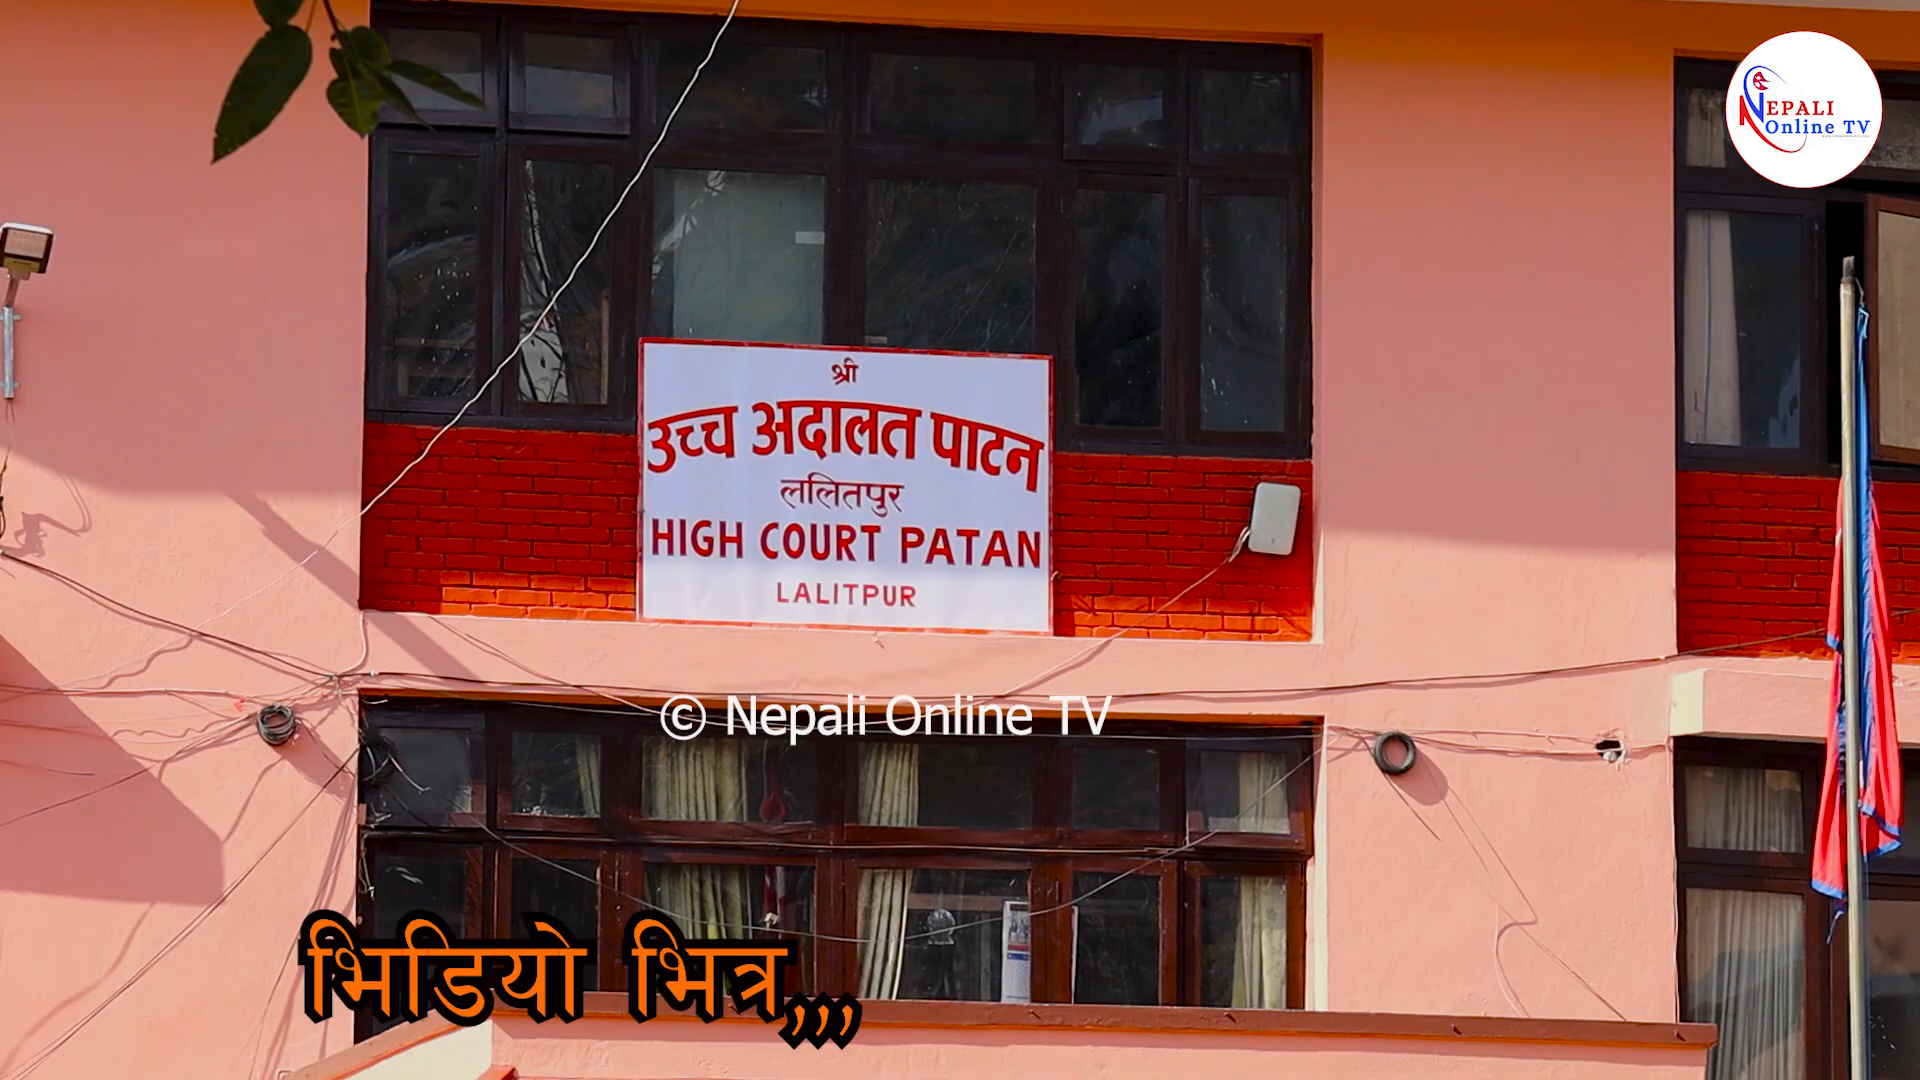 NEPALI
Online TV
श्री
उच्च अदालत पाटन
ललितपुर
HIGH COURT PATAN
LALITPUR
© Nepali Online TV
भिडियो भित्र,,,